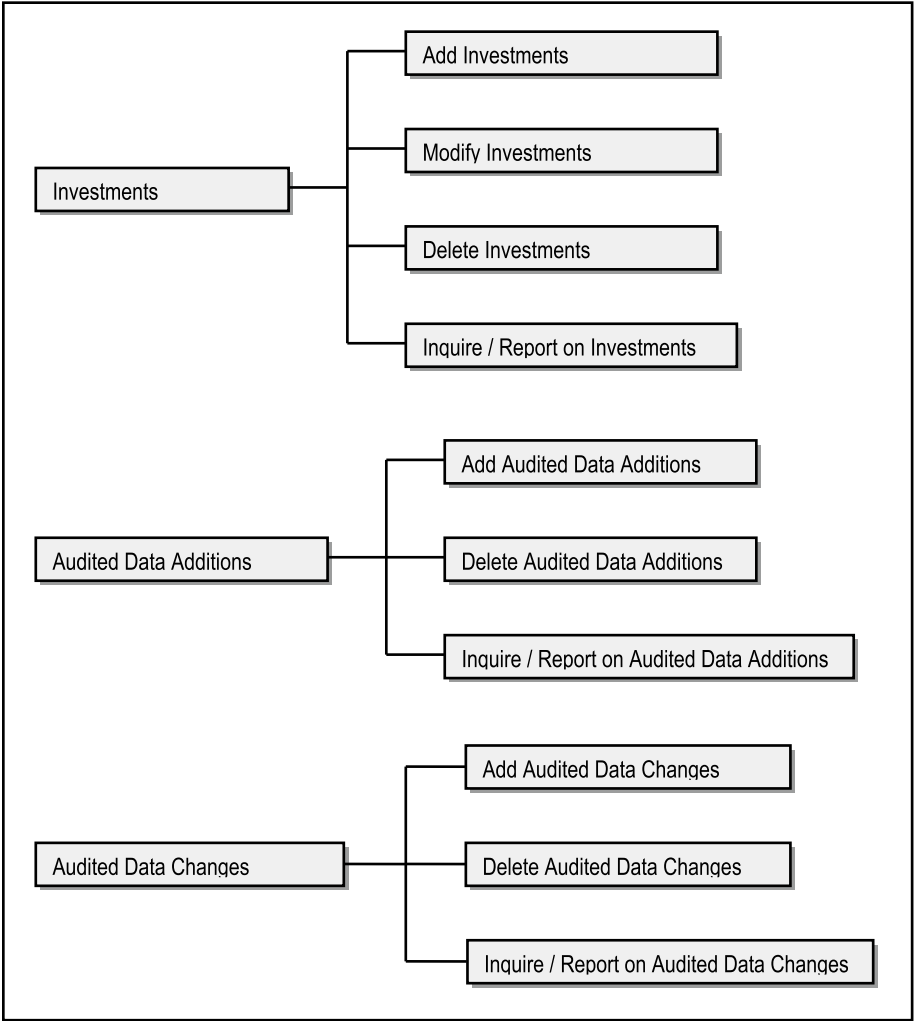 Add Investments
Modify Investments
Investments
Delete Investments
Inquire / Report on Investments
Add Audited Data Additions
Audited Data Additions
Delete Audited Data Additions
Inquire / Report on Audited Data Additions
Add Audited Data Changes
Audited Data Changes
Delete Audited Data Changes
Inquire / Report on Audited Data Changes